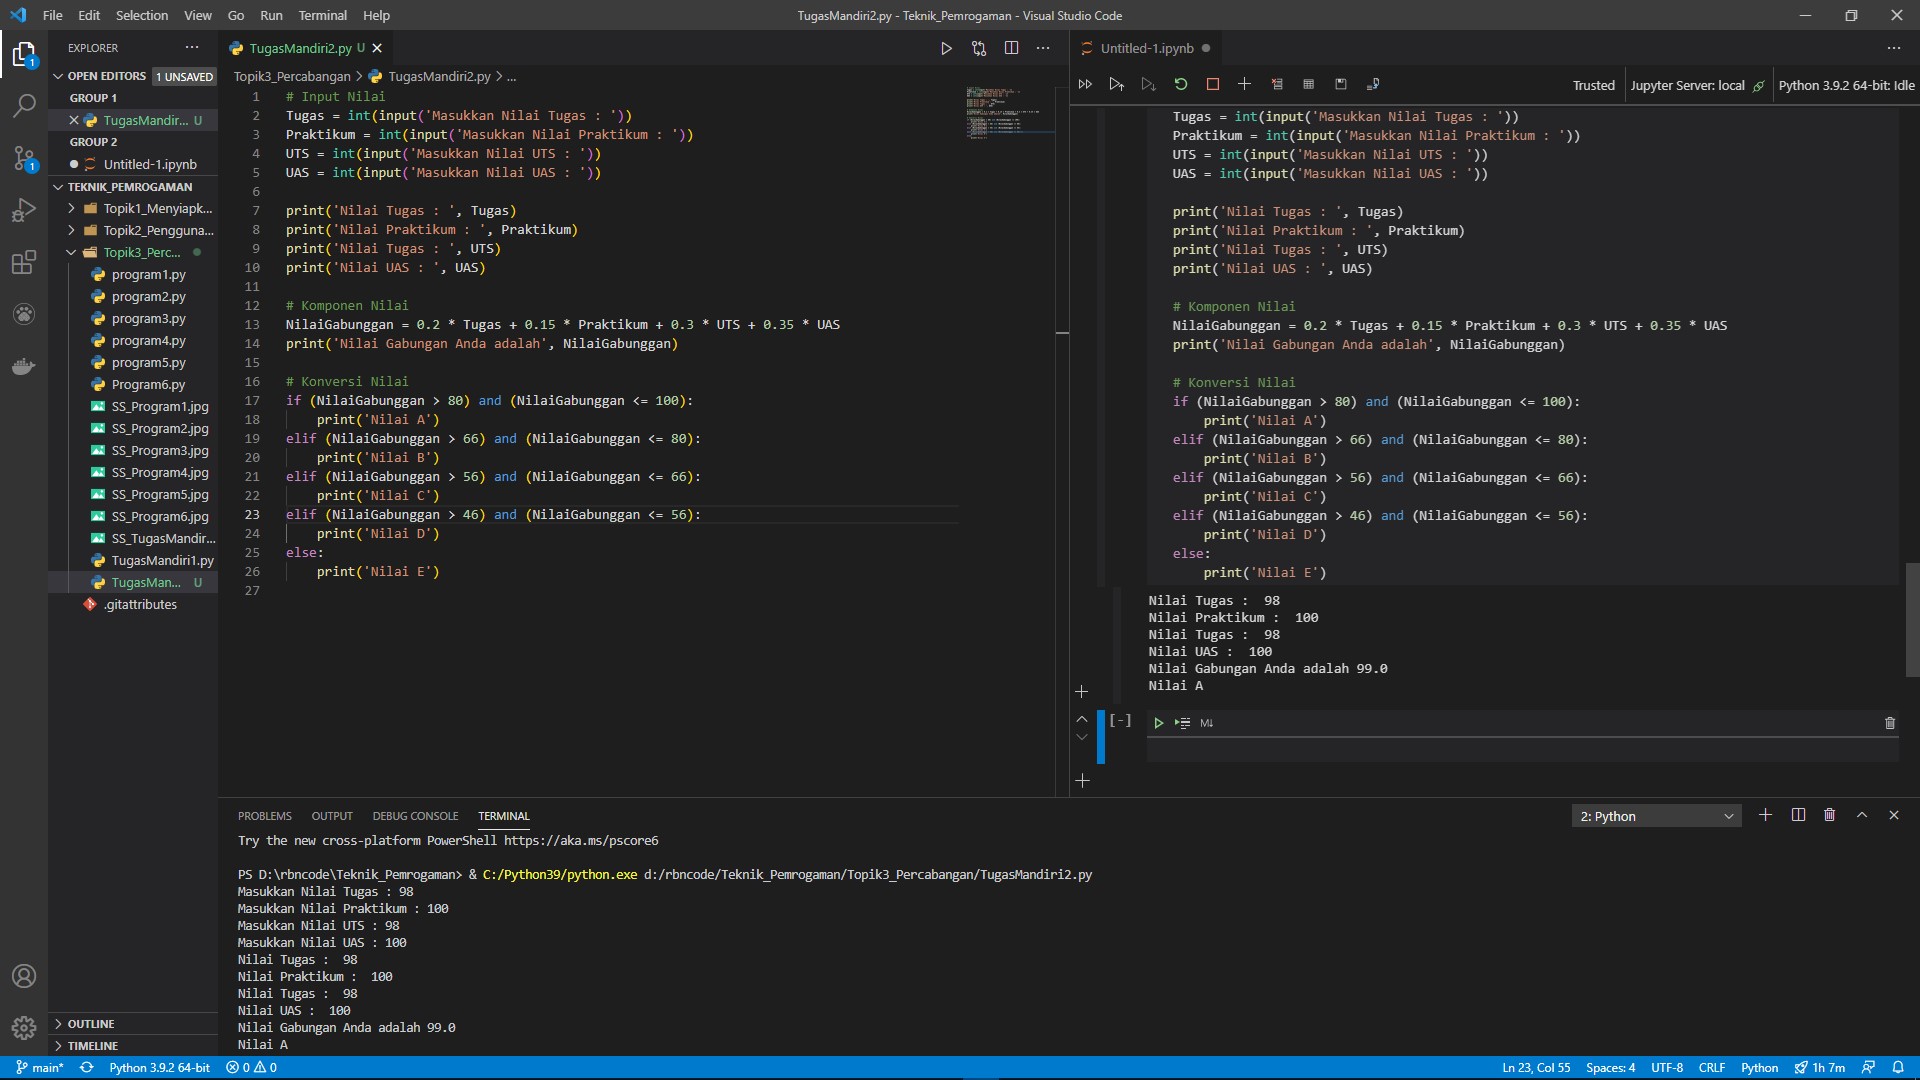 File Edit Selection View Go Run Terminal Help
TugasMandiri2.py - Teknik_Pemrogaman - Visual Studio Code
EXPLORER
OPEN EDITORS 1 UNSAVED
GROUP 1
TugasMandir... U
GROUP 2
Untitled-1.ipynb
TEKNIK_PEMROGAMAN
Topik1_Menyiapk...
Topik2_Pengguna...
Topik3_Perc...
program1.py
program2.py
program3.py
program4.py
program5.py
Program6.py
SS_Program1.jpg
SS_Program2.jpg
SS_Program3.jpg
SS_Program4.jpg
SS_Program5.jpg
SS_Program6.jpg
SS_TugasMandir...
TugasMandiri1.py
TugasMan... U
.gitattributes
OUTLINE
TIMELINE
TugasMandiri2.py U
Topik3_Percabangan > TugasMandiri2.py > ...
1 # Input Nilai
2 Tugas = int(input('Masukkan Nilai Tugas : '))
3 Praktikum = int(input('Masukkan Nilai Praktikum : '))
4 UTS = int(input('Masukkan Nilai UTS : '))
5 UAS = int(input('Masukkan Nilai UAS : '))
6
7 print('Nilai Tugas : ', Tugas)
8 print('Nilai Praktikum : ', Praktikum)
9 print('Nilai Tugas : ', UTS)
10 print('Nilai UAS : ', UAS)
11
12 # Komponen Nilai
13 NilaiGabunggan = 0.2 * Tugas + 0.15 * Praktikum + 0.3 * UTS + 0.35 * UAS
14 print('Nilai Gabungan Anda adalah', NilaiGabunggan)
15
16 # Konversi Nilai
17 if (NilaiGabunggan > 80) and (NilaiGabunggan <= 100):
18 print('Nilai A')
19 elif (NilaiGabunggan > 66) and (NilaiGabunggan <= 80):
20 print('Nilai B')
21 elif (NilaiGabunggan > 56) and (NilaiGabunggan <= 66):
22 print('Nilai C')
23 elif (NilaiGabunggan > 46) and (NilaiGabunggan <= 56):
24 print('Nilai D')
25 else:
26 print('Nilai E')
27
Untitled-1.ipynb
Trusted Jupyter Server: local Python 3.9.2 64-bit: Idle
Tugas = int(input('Masukkan Nilai Tugas : '))
Praktikum = int(input('Masukkan Nilai Praktikum : '))
UTS = int(input('Masukkan Nilai UTS : '))
UAS = int(input('Masukkan Nilai UAS : '))
print('Nilai Tugas : ', Tugas)
print('Nilai Praktikum : ', Praktikum)
print('Nilai Tugas : ', UTS)
print('Nilai UAS : ', UAS)
# Komponen Nilai
NilaiGabunggan = 0.2 * Tugas + 0.15 * Praktikum + 0.3 * UTS + 0.35 * UAS
print('Nilai Gabungan Anda adalah', NilaiGabunggan)
# Konversi Nilai
if (NilaiGabunggan > 80) and (NilaiGabunggan <= 100):
print('Nilai A')
elif (NilaiGabunggan > 66) and (NilaiGabunggan <= 80):
print('Nilai B')
elif (NilaiGabunggan > 56) and (NilaiGabunggan <= 66):
print('Nilai C')
elif (NilaiGabunggan > 46) and (NilaiGabunggan <= 56):
print('Nilai D')
else:
print('Nilai E')
Nilai Tugas : 98
Nilai Praktikum : 100
Nilai Tugas : 98
Nilai UAS : 100
Nilai Gabungan Anda adalah 99.0
Nilai A
[-]
M↓
PROBLEMS OUTPUT DEBUG CONSOLE TERMINAL
2: Python
Try the new cross-platform PowerShell https://aka.ms/pscore6
PS D:\rbncode\Teknik_Pemrogaman> & C:/Python39/python.exe d:/rbncode/Teknik_Pemrogaman/Topik3_Percabangan/TugasMandiri2.py
Masukkan Nilai Tugas : 98
Masukkan Nilai Praktikum : 100
Masukkan Nilai UTS : 98
Masukkan Nilai UAS : 100
Nilai Tugas : 98
Nilai Praktikum : 100
Nilai Tugas : 98
Nilai UAS : 100
Nilai Gabungan Anda adalah 99.0
Nilai A
main* Python 3.9.2 64-bit 0 0
Ln 23, Col 55 Spaces: 4 UTF-8 CRLF Python 1h 7m